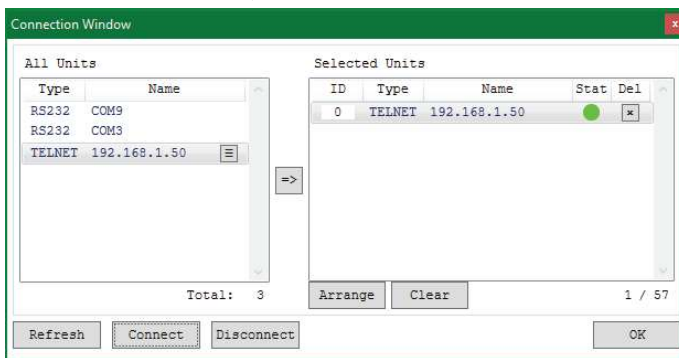 Connection Window
x
All Units
Type Name
RS232 COM9
RS232 COM3
TELNET 192.168.1.50
Total: 3
=>
Selected Units
ID Type Name Stat Del
0 TELNET 192.168.1.50 x
Arrange Clear 1 / 57
Refresh Connect Disconnect OK